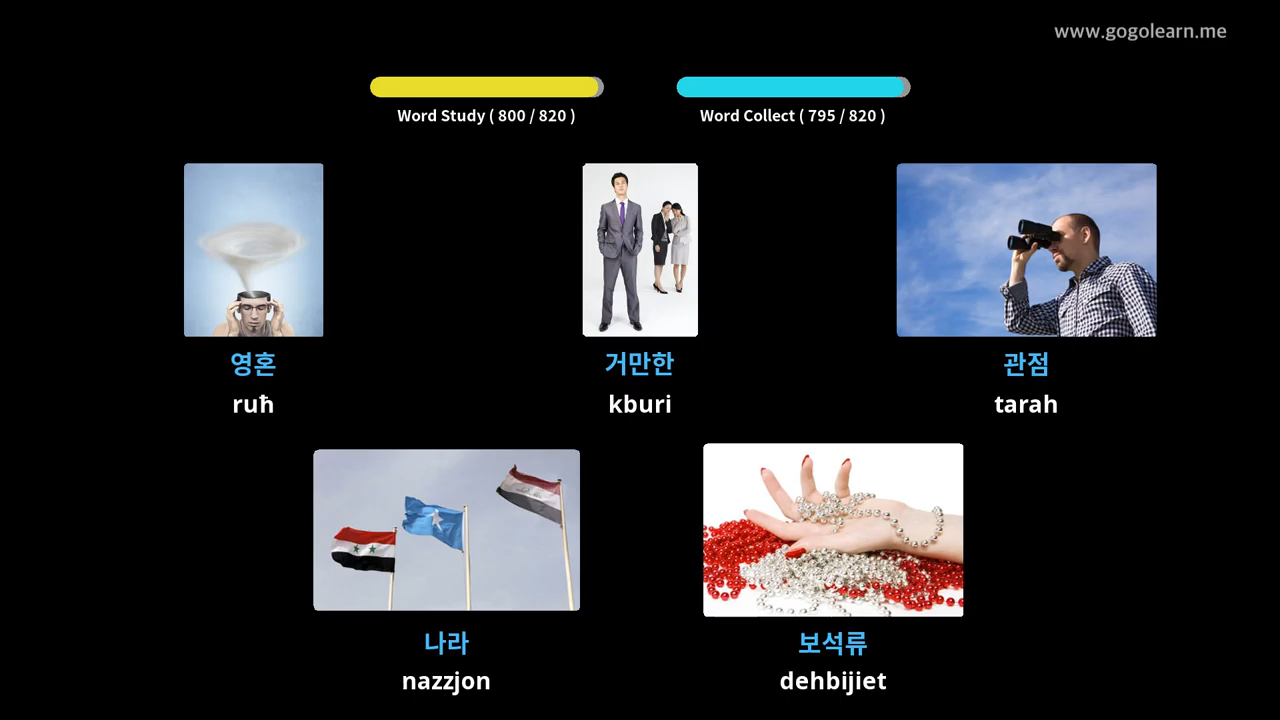 www.gogolearn.me
Word Study ( 800 / 820 )
Word Collect ( 795 / 820 )
영혼
ruħ
거만한
kburi
관점
tarah
나라
nazzjon
보석류
dehbijiet